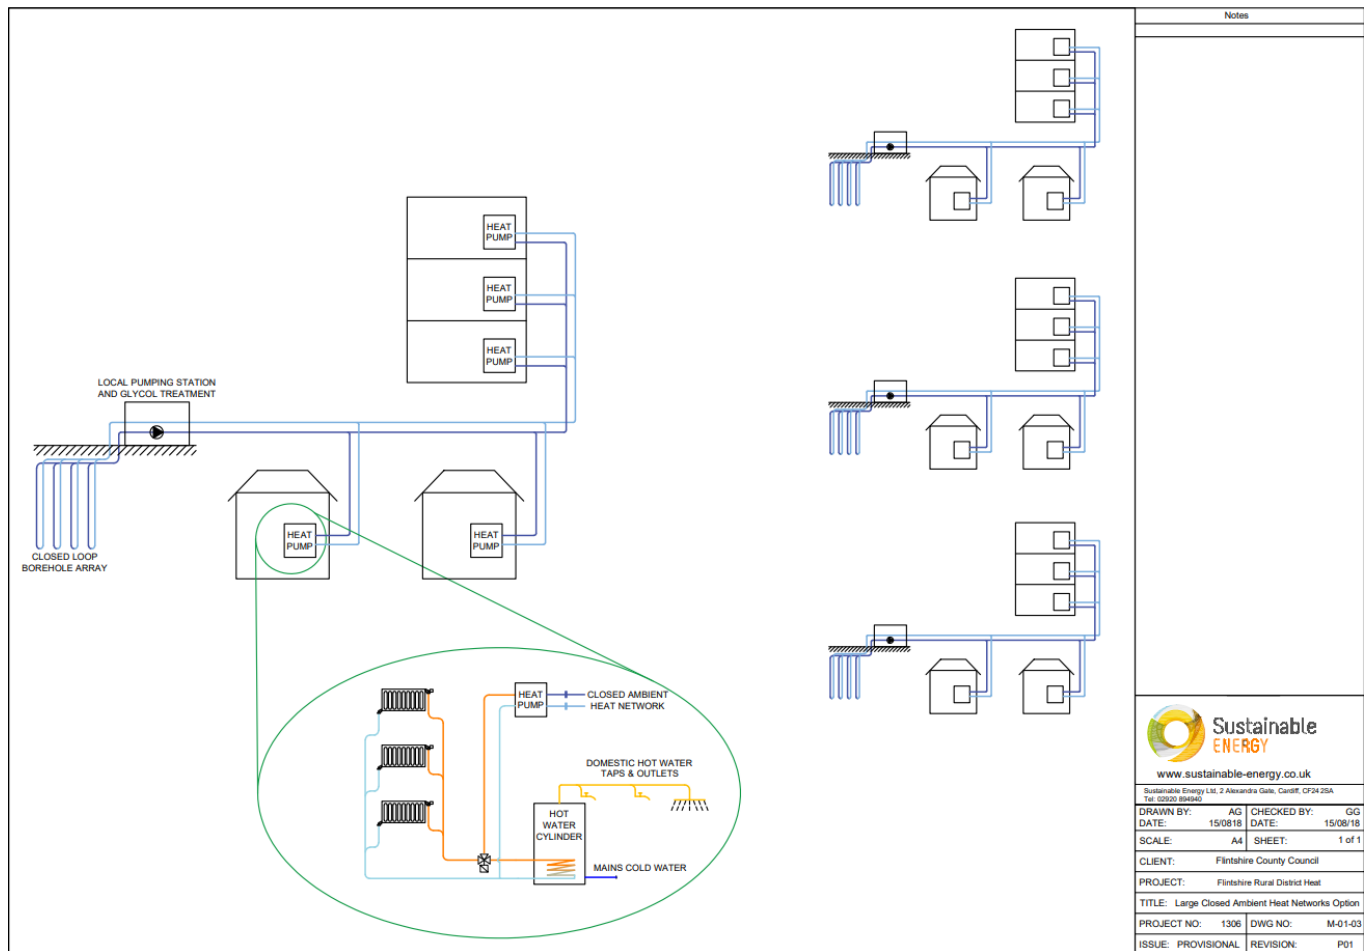 Notes
HEAT
PUMP
HEAT
PUMP
HEAT
PUMP
LOCAL PUMPING STATION
AND GLYCOL TREATMENT
CLOSED LOOP
BOREHOLE ARRAY
HEAT
PUMP
HEAT
PUMP
HEAT
PUMP
CLOSED AMBIENT
HEAT NETWORK
DOMESTIC HOT WATER
TAPS & OUTLETS
HOT
WATER
CYLINDER
MAINS COLD WATER
Sustainable
ENERGY
www.sustainable-energy.co.uk
Sustainable Energy Ltd, 2 Alexandra Gate, Cardiff, CF24 2SA
Tel: 02920 894940
DRAWN BY: AG CHECKED BY: GG
DATE: 15/0818 DATE: 15/08/18
SCALE: A4 SHEET: 1 of 1
CLIENT: Flintshire County Council
PROJECT: Flintshire Rural District Heat
TITLE: Large Closed Ambient Heat Networks Option
PROJECT NO: 1306 DWG NO: M-01-03
ISSUE: PROVISIONAL REVISION: P01